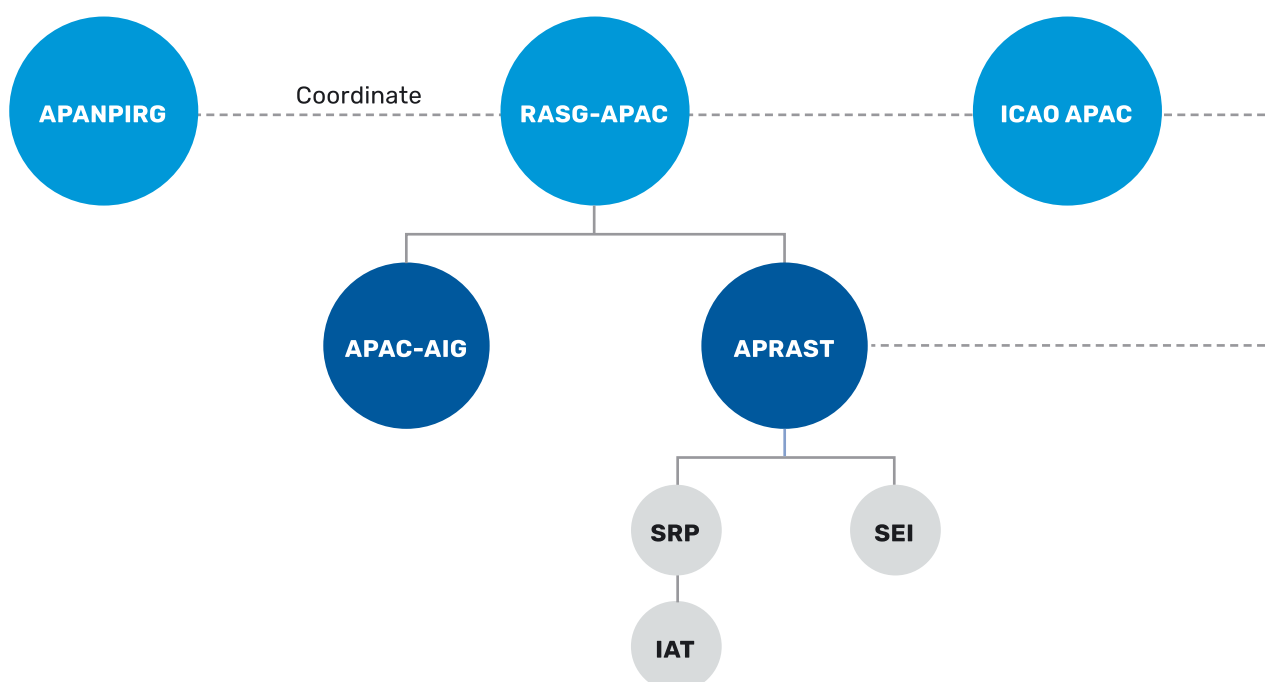 Coordinate
APANPIRG
RASG-APAC
ICAO APAC
APAC-AIG
APRAST
SRP
SEI
IAT